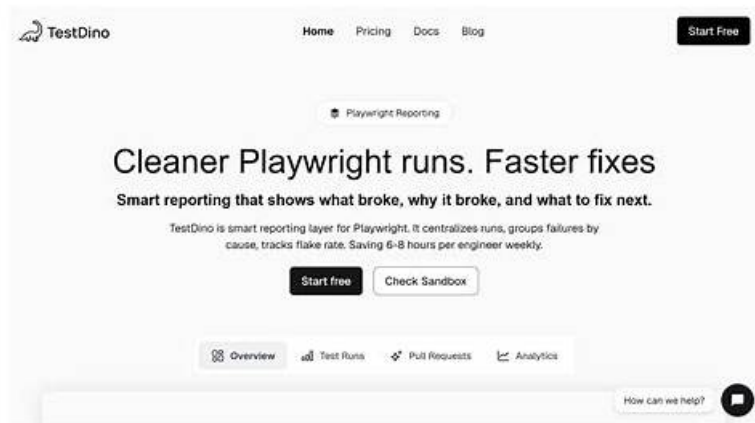 TestDino
Home Pricing Docs Blog
Start Free
Playwright Reporting
Cleaner Playwright runs. Faster fixes
Smart reporting that shows what broke, why it broke, and what to fix next.
TestDino is smart reporting layer for Playwright. It centralizes runs, groups failures by
cause, tracks flake rate. Saving 6-8 hours per engineer weekly.
Start free Check Sandbox
Overview Test Runs Pull Requests Analytics
How can we help?